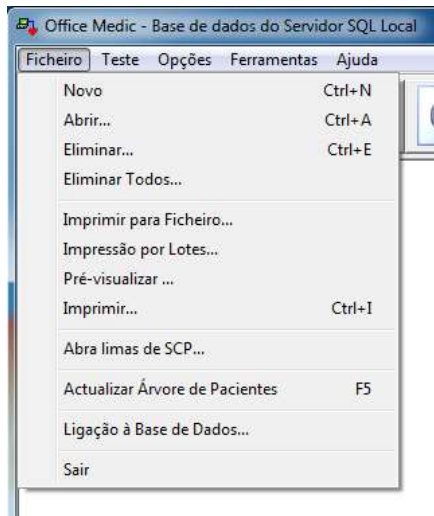 Office Medic - Base de dados do Servidor SQL Local
Ficheiro Teste Opções Ferramentas Ajuda
Novo Ctrl+N
Abrir... Ctrl+A
Eliminar... Ctrl+E
Eliminar Todos...
Imprimir para Ficheiro...
Impressão por Lotes...
Pré-visualizar ...
Imprimir... Ctrl+I
Abra limas de SCP...
Actualizar Árvore de Pacientes F5
Ligação à Base de Dados...
Sair